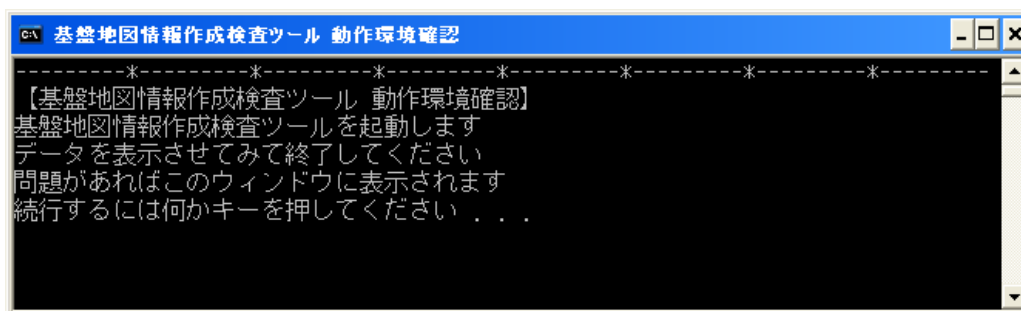 基盤地図情報作成検査ツール 動作環境確認
---------*---------*---------*---------*---------*---------*---------*---------
【基盤地図情報作成検査ツール 動作環境確認】
基盤地図情報作成検査ツールを起動します
データを表示させてみて終了してください
問題があればこのウィンドウに表示されます
続行するには何かキーを押してください . . .